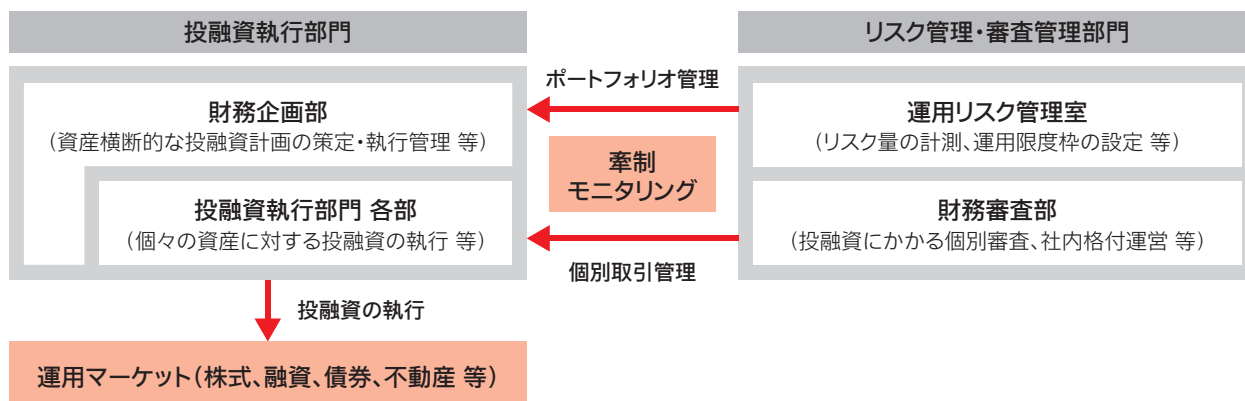 投融資執行部門
財務企画部
（資産横断的な投融資計画の策定・執行管理 等）
投融資執行部門 各部
（個々の資産に対する投融資の執行 等）
ポートフォリオ管理
牽制
モニタリング
個別取引管理
リスク管理・審査管理部門
運用リスク管理室
（リスク量の計測、運用限度枠の設定 等）
財務審査部
（投融資にかかる個別審査、社内格付運営 等）
投融資の執行
運用マーケット（株式、融資、債券、不動産 等）